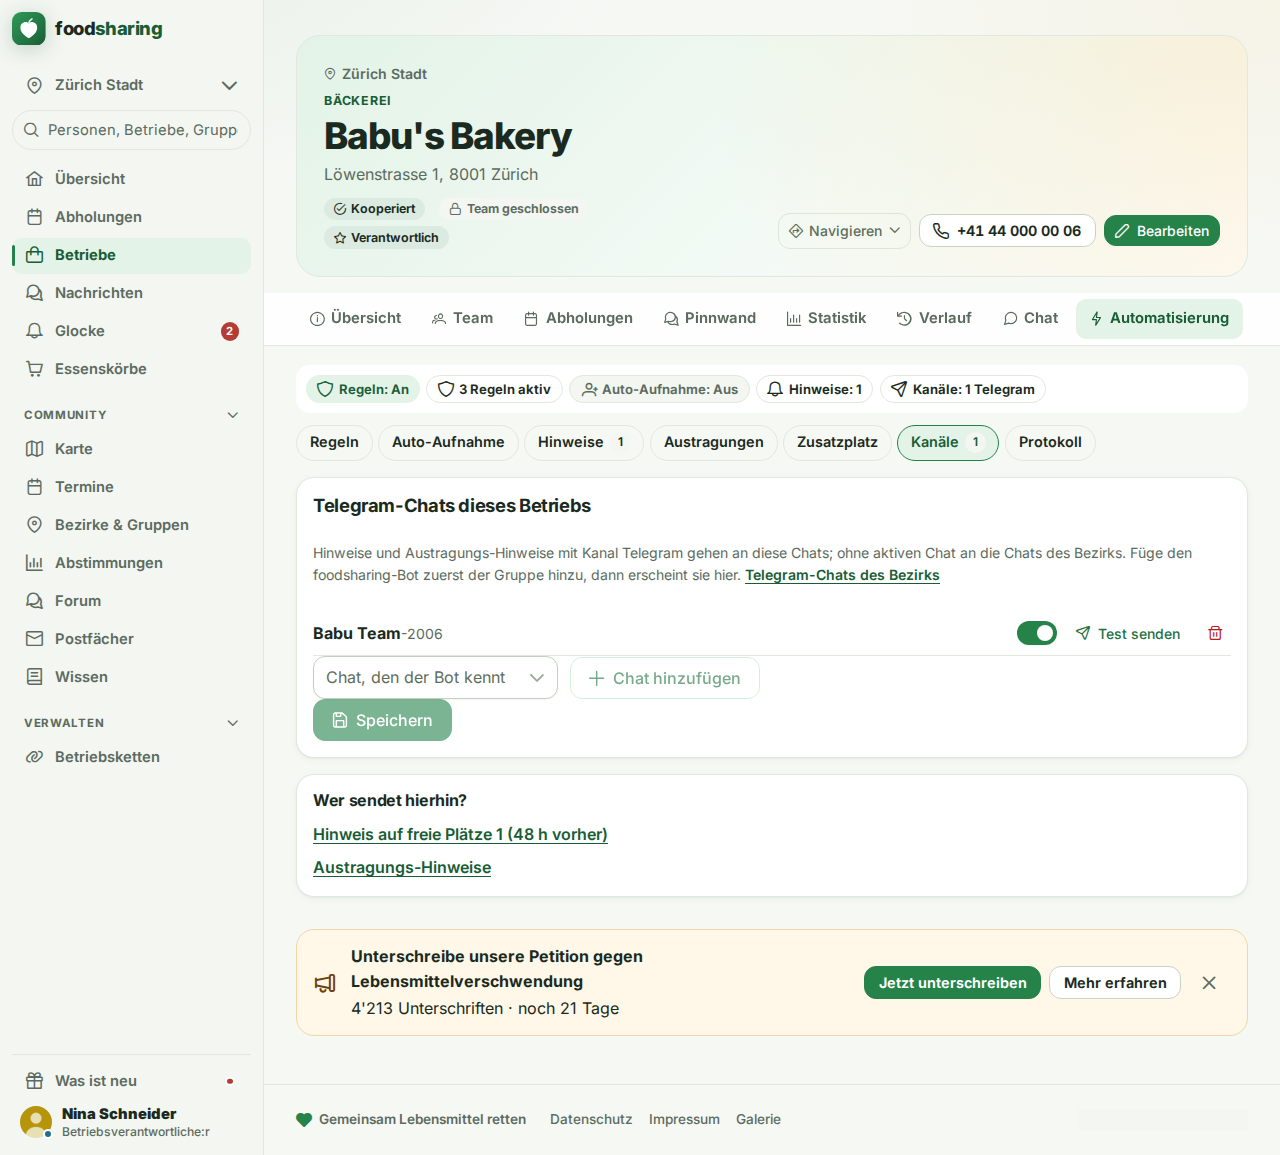 foodsharing
Zürich Stadt
Personen, Betriebe, Grupp
Übersicht
Abholungen
Betriebe
Nachrichten
Glocke 2
Essenskörbe
COMMUNITY
Karte
Termine
Bezirke & Gruppen
Abstimmungen
Forum
Postfächer
Wissen
VERWALTEN
Betriebsketten
Was ist neu
Nina Schneider
Betriebsverantwortliche:r
Zürich Stadt
BÄCKEREI
Babu's Bakery
Löwenstrasse 1, 8001 Zürich
Kooperiert Team geschlossen
Verantwortlich
Navigieren +41 44 000 00 06 Bearbeiten
Übersicht Team Abholungen Pinnwand Statistik Verlauf Chat Automatisierung
Regeln: An 3 Regeln aktiv Auto-Aufnahme: Aus Hinweise: 1 Kanäle: 1 Telegram
Regeln Auto-Aufnahme Hinweise 1 Austragungen Zusatzplatz Kanäle 1 Protokoll
Telegram-Chats dieses Betriebs
Hinweise und Austragungs-Hinweise mit Kanal Telegram gehen an diese Chats; ohne aktiven Chat an die Chats des Bezirks. Füge den
foodsharing-Bot zuerst der Gruppe hinzu, dann erscheint sie hier. Telegram-Chats des Bezirks
Babu Team-2006 Test senden
Chat, den der Bot kennt Chat hinzufügen
Speichern
Wer sendet hierhin?
Hinweis auf freie Plätze 1 (48 h vorher)
Austragungs-Hinweise
Unterschreibe unsere Petition gegen
Lebensmittelverschwendung
4'213 Unterschriften · noch 21 Tage
Jetzt unterschreiben Mehr erfahren
Gemeinsam Lebensmittel retten Datenschutz Impressum Galerie